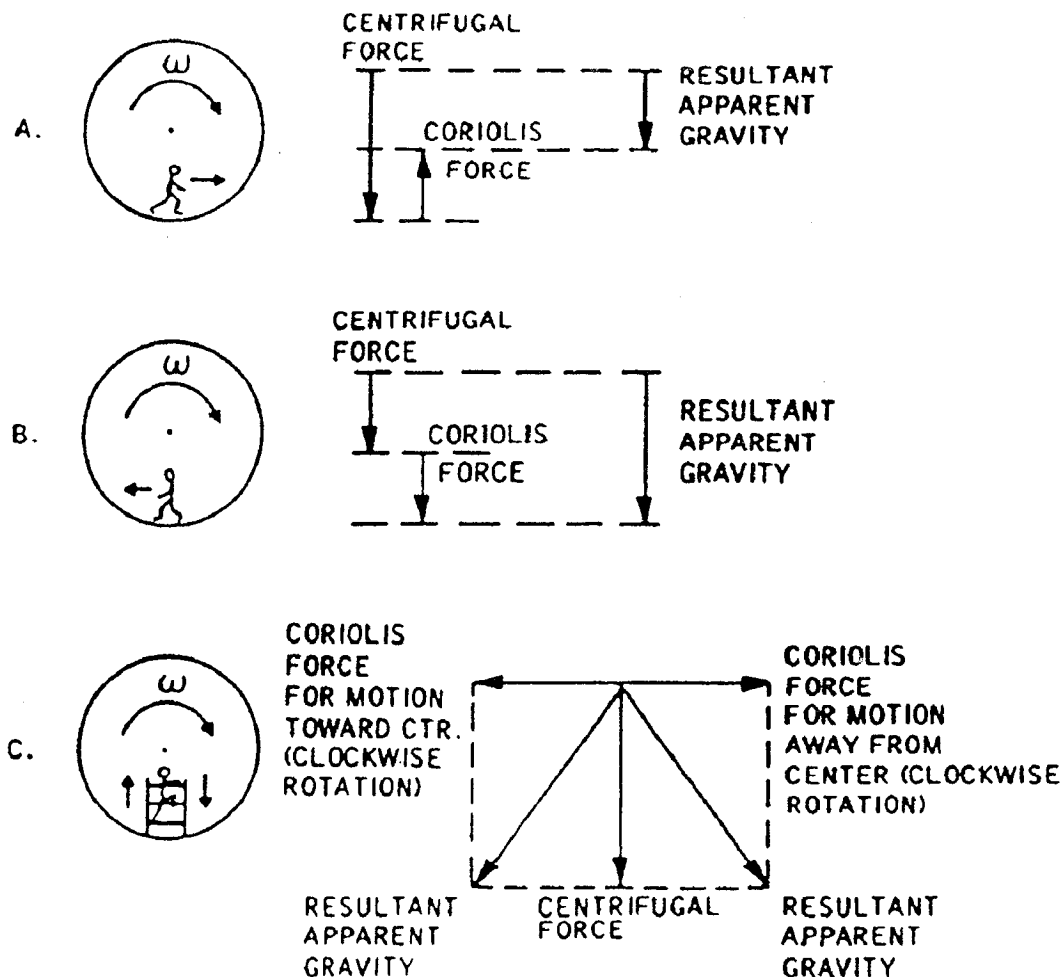 CENTRIFUGAL
FORCE
A.
ω
CORIOLIS
FORCE
RESULTANT
APPARENT
GRAVITY
CENTRIFUGAL
FORCE
B.
ω
CORIOLIS
FORCE
RESULTANT
APPARENT
GRAVITY
C.
ω
CORIOLIS
FORCE
FOR MOTION
TOWARD CTR.
(CLOCKWISE
ROTATION)
CORIOLIS
FORCE
FOR MOTION
AWAY FROM
CENTER (CLOCKWISE
ROTATION)
RESULTANT
APPARENT
GRAVITY
CENTRIFUGAL
FORCE
RESULTANT
APPARENT
GRAVITY